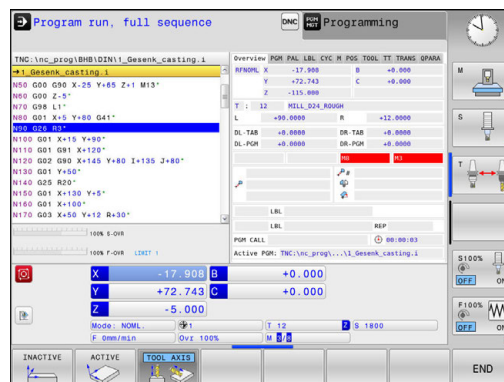 Program run, full sequence
DNC
PGM MGT
Programming
TNC:\nc_prog\BHB\DIN\1_Gesenk_casting.i
→1_Gesenk_casting.i
N50 G00 G90 X-25 Y+65 Z+1 M13*
N60 G00 Z-5*
N70 G98 L1*
N80 G01 X+5 Y+80 G41*
N90 G26 R3*
N100 G01 X+15 Y+90*
N110 G01 G91 X+120*
N120 G02 G90 X+145 Y+80 I+135 J+80*
N130 G01 Y+50*
N140 G25 R20*
N150 G01 X+130 Y+5*
N160 G01 X+100*
N170 G03 X+50 Y+12 R+30*
100% S-OVR
100% F-OVR LIMIT 1
Overview PGM PAL LBL CYC M POS TOOL TT TRANS QPARA
RFNOML X -17.908 B +0.000
Y +72.743 C +0.000
Z -115.000
T : 12 MILL_D24_ROUGH
L +90.0000 R +12.0000
DL-TAB +0.0000 DR-TAB +0.0000
DL-PGM +0.0000 DR-PGM +0.0000
M8 M3
P#
LBL
LBL REP
PGM CALL 00:00:03
Active PGM: TNC:\nc_prog\...\1_Gesenk_casting.i
X -17.908 B +0.000
Y +72.743 C +0.000
Z -5.000
Mode: NOML. 1 T 12 Z S 1800
F 0mm/min Ovr 100% M 3/8
M
S
T
S100%
OFF ON
F100%
OFF ON
INACTIVE
ACTIVE
TOOL AXIS
END